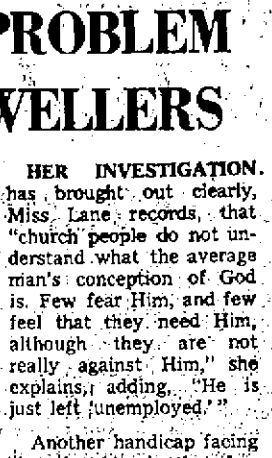 PROBLEM
WELLERS
HER INVESTIGATION
has brought out clearly,
Miss Lane records, that
"church people do not un-
derstand what the average
man's conception of God
is. Few fear Him, and few
feel that they need Him,
although they are not
really against Him," she
explains, adding, "He is
just left 'unemployed.' "
Another handicap facing